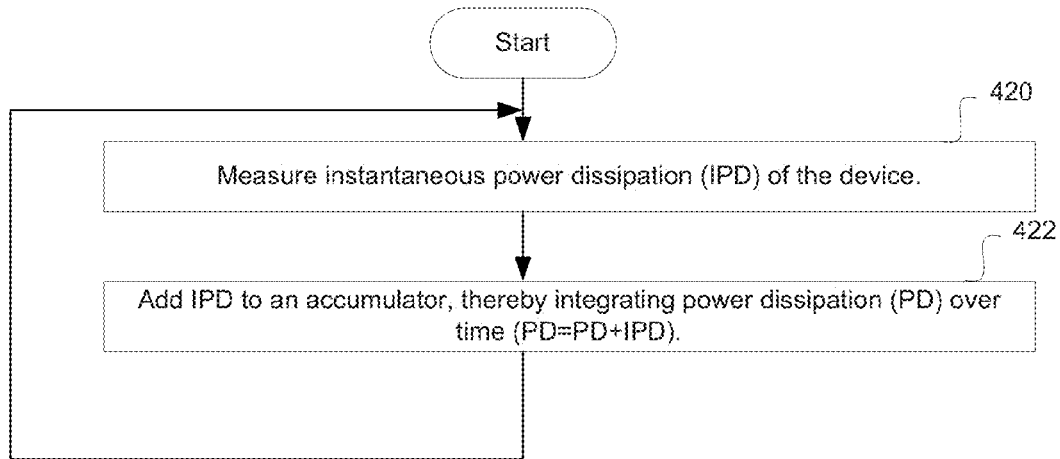 Start
420
Measure instantaneous power dissipation (IPD) of the device.
422
Add IPD to an accumulator, thereby integrating power dissipation (PD) over
time (PD=PD+IPD).